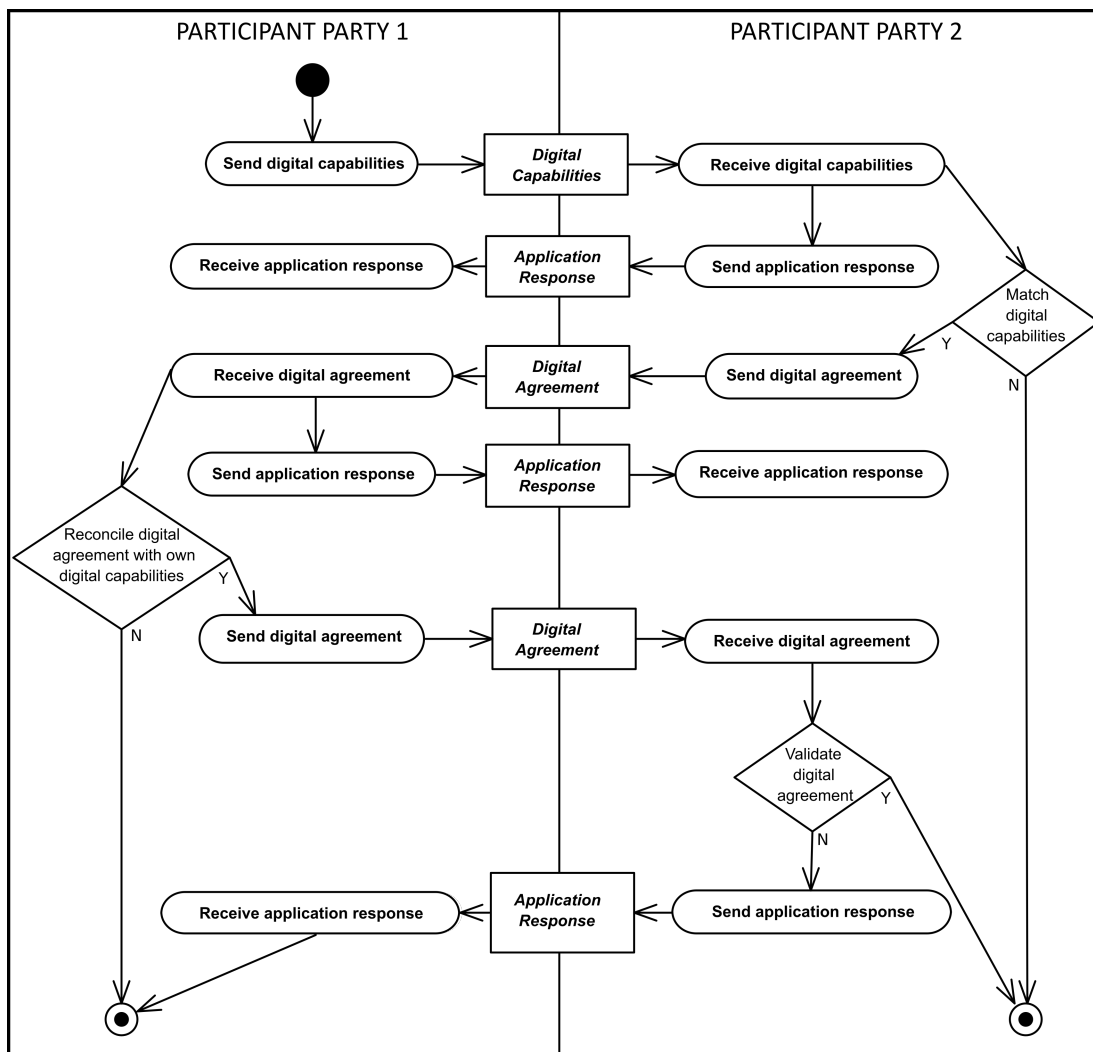 PARTICIPANT PARTY 1
PARTICIPANT PARTY 2
Send digital capabilities
Digital
Capabilities
Receive digital capabilities
Receive application response
Application
Response
Send application response
Match
digital
capabilities
Y
N
Receive digital agreement
Digital
Agreement
Send digital agreement
Send application response
Application
Response
Receive application response
Reconcile digital
agreement with own
digital capabilities
Y
N
Send digital agreement
Digital
Agreement
Receive digital agreement
Validate
digital
agreement
Y
N
Receive application response
Application
Response
Send application response